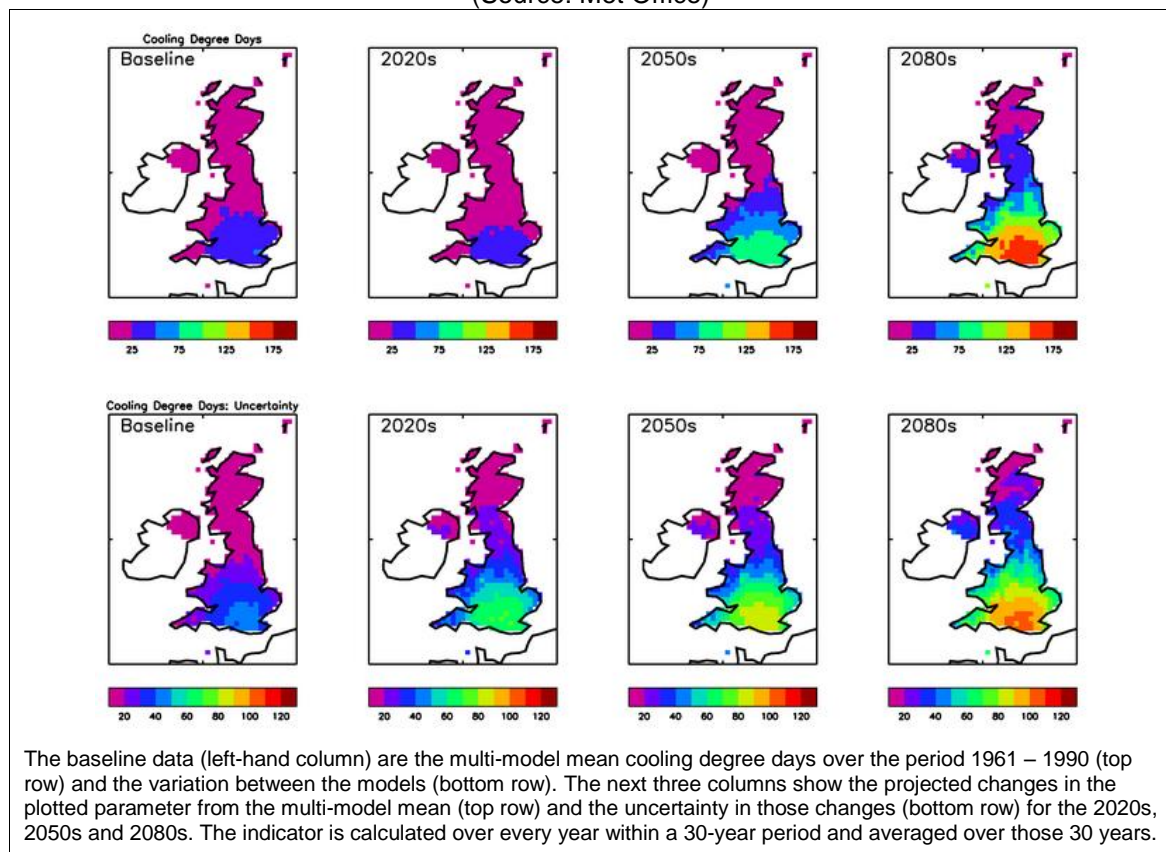 (Source: Met Office)
Cooling Degree Days
Baseline
2020s
2050s
2080s
25 75 125 175
25 75 125 175
25 75 125 175
25 75 125 175
Cooling Degree Days: Uncertainty
Baseline
2020s
2050s
2080s
20 40 60 80 100 120
20 40 60 80 100 120
20 40 60 80 100 120
20 40 60 80 100 120
The baseline data (left-hand column) are the multi-model mean cooling degree days over the period 1961 – 1990 (top
row) and the variation between the models (bottom row). The next three columns show the projected changes in the
plotted parameter from the multi-model mean (top row) and the uncertainty in those changes (bottom row) for the 2020s,
2050s and 2080s. The indicator is calculated over every year within a 30-year period and averaged over those 30 years.